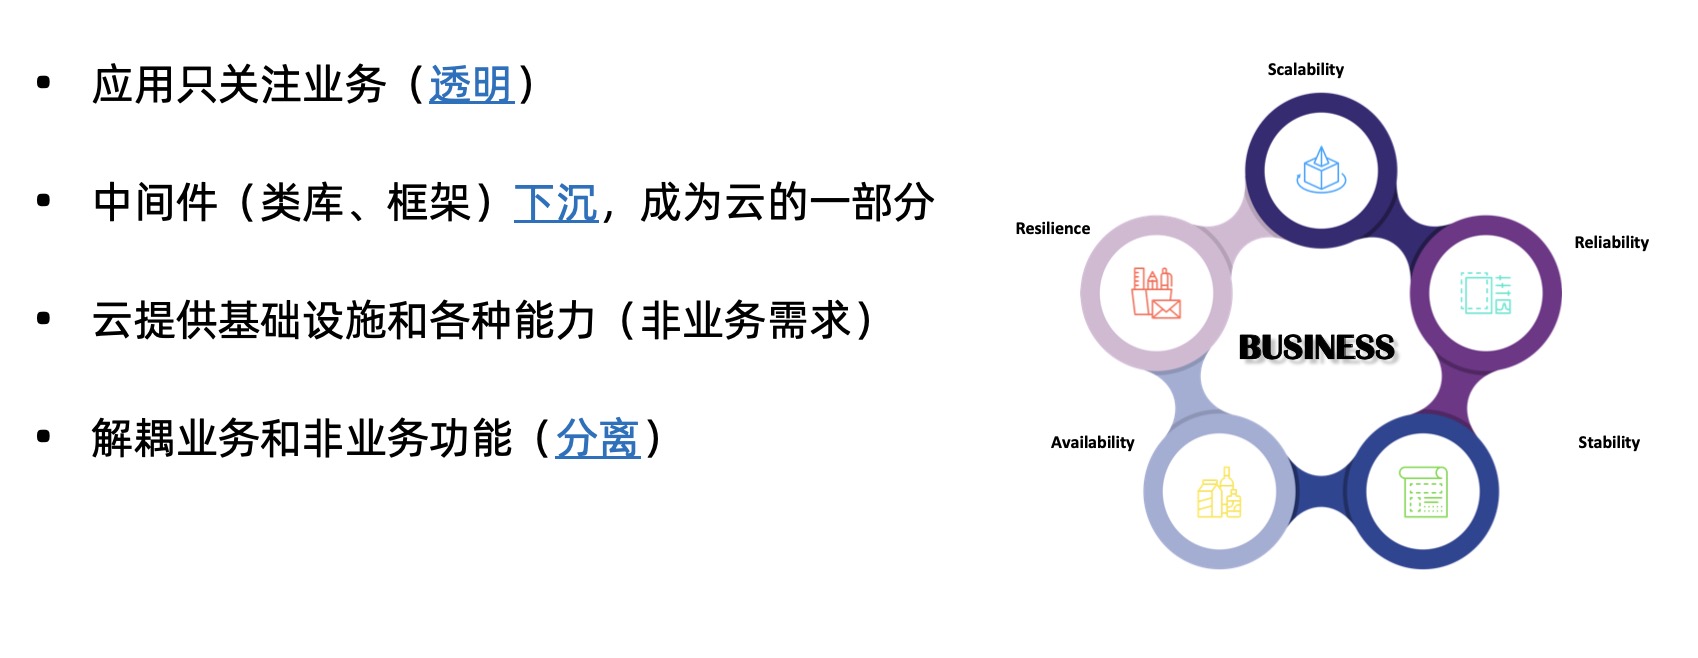 • 应用只关注业务（透明）
• 中间件（类库、框架）下沉，成为云的一部分
• 云提供基础设施和各种能力（非业务需求）
• 解耦业务和非业务功能（分离）
Scalability
Resilience
Reliability
BUSINESS
Availability
Stability